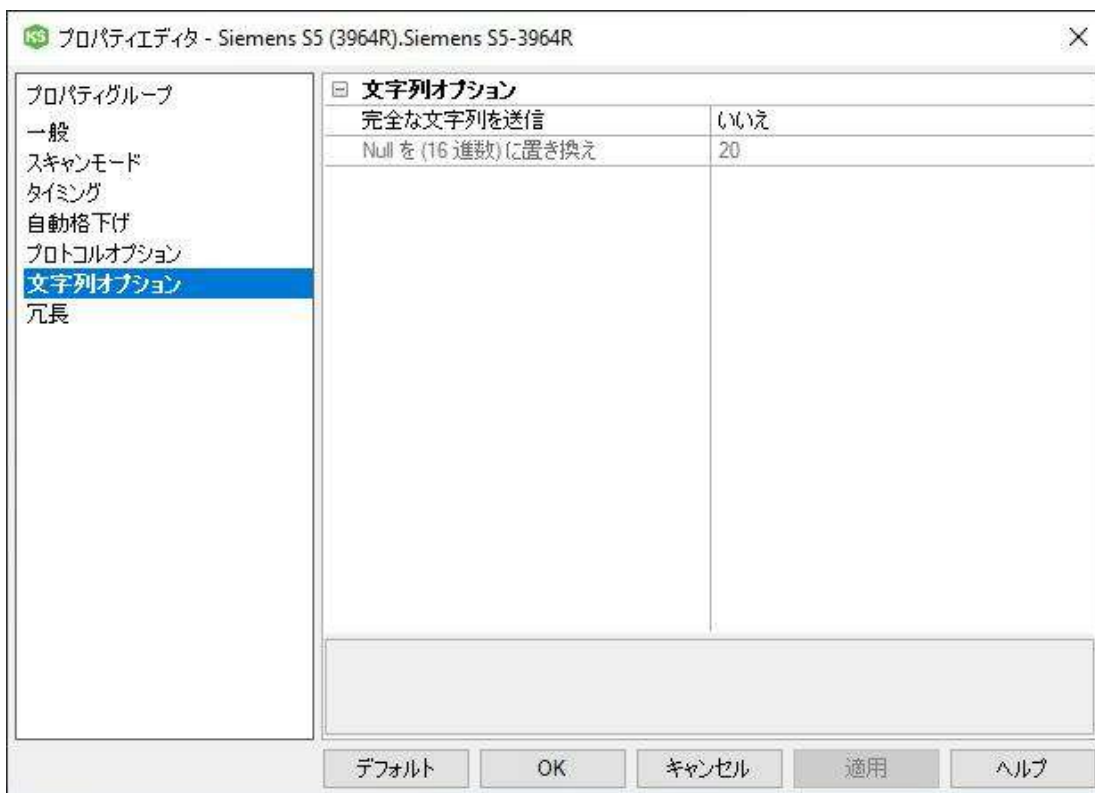 KS プロパティエディタ - Siemens S5 (3964R).Siemens S5-3964R
プロパティグループ
一般
スキャンモード
タイミング
自動格下げ
プロトコルオプション
文字列オプション
冗長
文字列オプション
完全な文字列を送信 いいえ
Null を (16 進数) に置き換え 20
デフォルト OK キャンセル 適用 ヘルプ